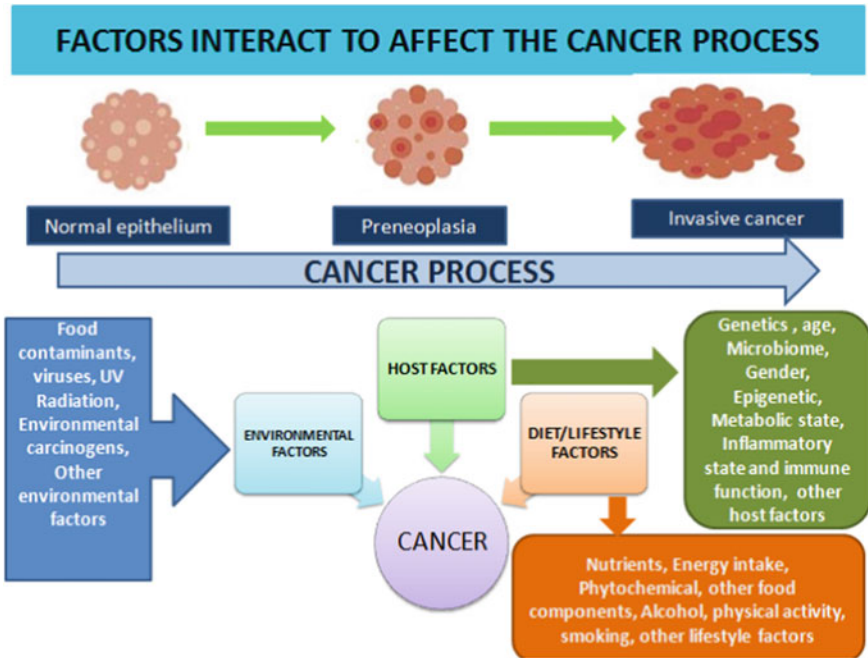 FACTORS INTERACT TO AFFECT THE CANCER PROCESS
Normal epithelium
Preneoplasia
Invasive cancer
CANCER PROCESS
Food
contaminants,
viruses, UV
Radiation,
Environmental
carcinogens,
Other
environmental
factors
ENVIRONMENTAL
FACTORS
HOST FACTORS
DIET/LIFESTYLE
FACTORS
CANCER
Genetics , age,
Microbiome,
Gender,
Epigenetic,
Metabolic state,
Inflammatory
state and immune
function, other
host factors
Nutrients, Energy intake,
Phytochemical, other food
components, Alcohol, physical activity,
smoking, other lifestyle factors